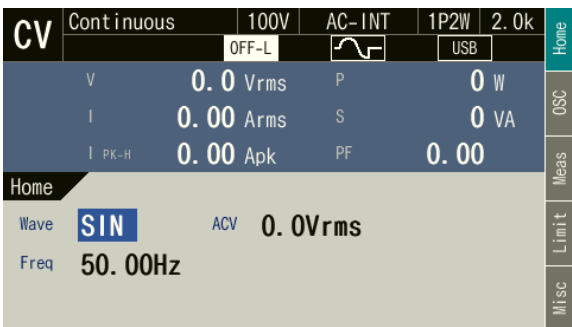 CV Continuous 100V AC-INT 1P2W 2.0k
OFF-L USB
V 0.0 Vrms P 0 W
I 0.00 Arms S 0 VA
I PK-H 0.00 Apk PF 0.00
Home
Wave SIN ACV 0.0Vrms
Freq 50.00Hz
Home
OSC
Meas
Limit
Misc